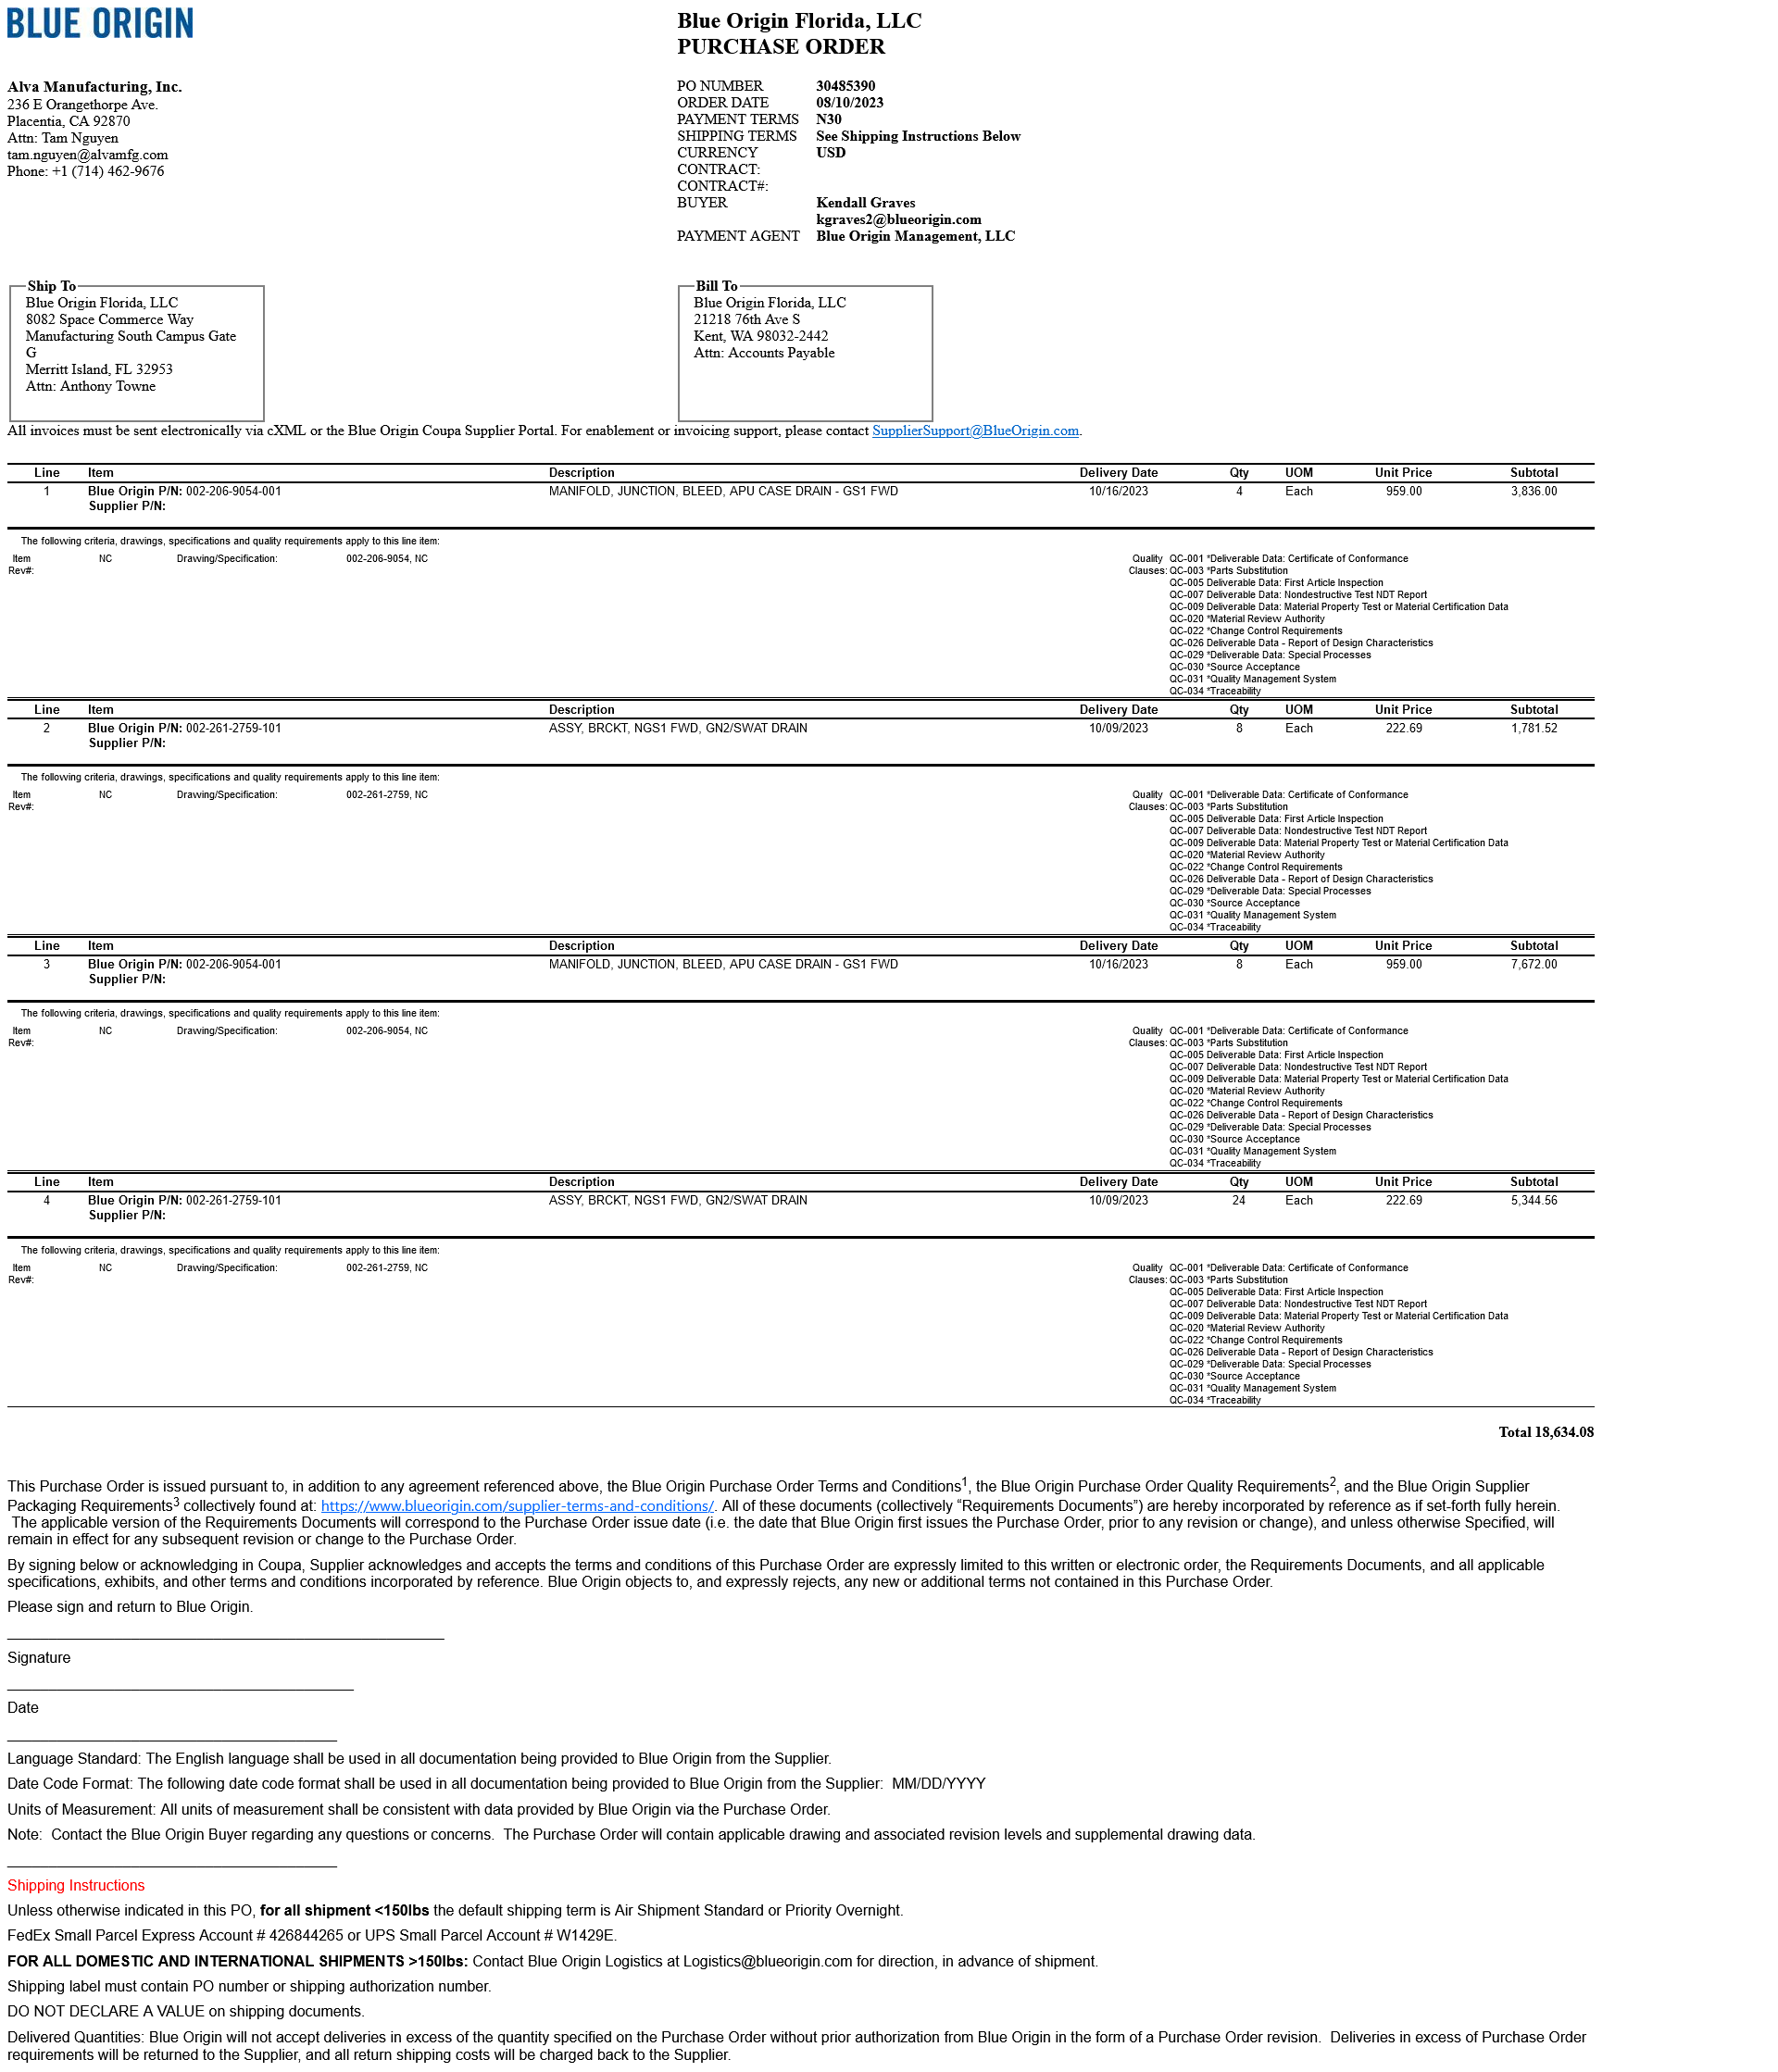 BLUE ORIGIN
Blue Origin Florida, LLC
PURCHASE ORDER
Alva Manufacturing, Inc.
236 E Orangethorpe Ave.
Placentia, CA 92870
Attn: Tam Nguyen
tam.nguyen@alvamfg.com
Phone: +1 (714) 462-9676
PO NUMBER 30485390
ORDER DATE 08/10/2023
PAYMENT TERMS N30
SHIPPING TERMS See Shipping Instructions Below
CURRENCY USD
CONTRACT:
CONTRACT#:
BUYER Kendall Graves
kgraves2@blueorigin.com
PAYMENT AGENT Blue Origin Management, LLC
Ship To
Blue Origin Florida, LLC
8082 Space Commerce Way
Manufacturing South Campus Gate
G
Merritt Island, FL 32953
Attn: Anthony Towne
Bill To
Blue Origin Florida, LLC
21218 76th Ave S
Kent, WA 98032-2442
Attn: Accounts Payable
All invoices must be sent electronically via cXML or the Blue Origin Coupa Supplier Portal. For enablement or invoicing support, please contact SupplierSupport@BlueOrigin.com.
Line Item Description Delivery Date Qty UOM Unit Price Subtotal
1 Blue Origin P/N: 002-206-9054-001 MANIFOLD, JUNCTION, BLEED, APU CASE DRAIN - GS1 FWD 10/16/2023 4 Each 959.00 3,836.00
Supplier P/N:
The following criteria, drawings, specifications and quality requirements apply to this line item:
Item NC Drawing/Specification: 002-206-9054, NC Quality QC-001 *Deliverable Data: Certificate of Conformance
Rev#: Clauses: QC-003 *Parts Substitution
QC-005 Deliverable Data: First Article Inspection
QC-007 Deliverable Data: Nondestructive Test NDT Report
QC-009 Deliverable Data: Material Property Test or Material Certification Data
QC-020 *Material Review Authority
QC-022 *Change Control Requirements
QC-026 Deliverable Data - Report of Design Characteristics
QC-029 *Deliverable Data: Special Processes
QC-030 *Source Acceptance
QC-031 *Quality Management System
QC-034 *Traceability
Line Item Description Delivery Date Qty UOM Unit Price Subtotal
2 Blue Origin P/N: 002-261-2759-101 ASSY, BRCKT, NGS1 FWD, GN2/SWAT DRAIN 10/09/2023 8 Each 222.69 1,781.52
Supplier P/N:
The following criteria, drawings, specifications and quality requirements apply to this line item:
Item NC Drawing/Specification: 002-261-2759, NC Quality QC-001 *Deliverable Data: Certificate of Conformance
Rev#: Clauses: QC-003 *Parts Substitution
QC-005 Deliverable Data: First Article Inspection
QC-007 Deliverable Data: Nondestructive Test NDT Report
QC-009 Deliverable Data: Material Property Test or Material Certification Data
QC-020 *Material Review Authority
QC-022 *Change Control Requirements
QC-026 Deliverable Data - Report of Design Characteristics
QC-029 *Deliverable Data: Special Processes
QC-030 *Source Acceptance
QC-031 *Quality Management System
QC-034 *Traceability
Line Item Description Delivery Date Qty UOM Unit Price Subtotal
3 Blue Origin P/N: 002-206-9054-001 MANIFOLD, JUNCTION, BLEED, APU CASE DRAIN - GS1 FWD 10/16/2023 8 Each 959.00 7,672.00
Supplier P/N:
The following criteria, drawings, specifications and quality requirements apply to this line item:
Item NC Drawing/Specification: 002-206-9054, NC Quality QC-001 *Deliverable Data: Certificate of Conformance
Rev#: Clauses: QC-003 *Parts Substitution
QC-005 Deliverable Data: First Article Inspection
QC-007 Deliverable Data: Nondestructive Test NDT Report
QC-009 Deliverable Data: Material Property Test or Material Certification Data
QC-020 *Material Review Authority
QC-022 *Change Control Requirements
QC-026 Deliverable Data - Report of Design Characteristics
QC-029 *Deliverable Data: Special Processes
QC-030 *Source Acceptance
QC-031 *Quality Management System
QC-034 *Traceability
Line Item Description Delivery Date Qty UOM Unit Price Subtotal
4 Blue Origin P/N: 002-261-2759-101 ASSY, BRCKT, NGS1 FWD, GN2/SWAT DRAIN 10/09/2023 24 Each 222.69 5,344.56
Supplier P/N:
The following criteria, drawings, specifications and quality requirements apply to this line item:
Item NC Drawing/Specification: 002-261-2759, NC Quality QC-001 *Deliverable Data: Certificate of Conformance
Rev#: Clauses: QC-003 *Parts Substitution
QC-005 Deliverable Data: First Article Inspection
QC-007 Deliverable Data: Nondestructive Test NDT Report
QC-009 Deliverable Data: Material Property Test or Material Certification Data
QC-020 *Material Review Authority
QC-022 *Change Control Requirements
QC-026 Deliverable Data - Report of Design Characteristics
QC-029 *Deliverable Data: Special Processes
QC-030 *Source Acceptance
QC-031 *Quality Management System
QC-034 *Traceability
Total 18,634.08
This Purchase Order is issued pursuant to, in addition to any agreement referenced above, the Blue Origin Purchase Order Terms and Conditions1, the Blue Origin Purchase Order Quality Requirements2, and the Blue Origin Supplier
Packaging Requirements3 collectively found at: https://www.blueorigin.com/supplier-terms-and-conditions/. All of these documents (collectively “Requirements Documents”) are hereby incorporated by reference as if set-forth fully herein.
The applicable version of the Requirements Documents will correspond to the Purchase Order issue date (i.e. the date that Blue Origin first issues the Purchase Order, prior to any revision or change), and unless otherwise Specified, will
remain in effect for any subsequent revision or change to the Purchase Order.
By signing below or acknowledging in Coupa, Supplier acknowledges and accepts the terms and conditions of this Purchase Order are expressly limited to this written or electronic order, the Requirements Documents, and all applicable
specifications, exhibits, and other terms and conditions incorporated by reference. Blue Origin objects to, and expressly rejects, any new or additional terms not contained in this Purchase Order.
Please sign and return to Blue Origin.
Signature
Date
Language Standard: The English language shall be used in all documentation being provided to Blue Origin from the Supplier.
Date Code Format: The following date code format shall be used in all documentation being provided to Blue Origin from the Supplier: MM/DD/YYYY
Units of Measurement: All units of measurement shall be consistent with data provided by Blue Origin via the Purchase Order.
Note: Contact the Blue Origin Buyer regarding any questions or concerns. The Purchase Order will contain applicable drawing and associated revision levels and supplemental drawing data.
Shipping Instructions
Unless otherwise indicated in this PO, for all shipment <150lbs the default shipping term is Air Shipment Standard or Priority Overnight.
FedEx Small Parcel Express Account # 426844265 or UPS Small Parcel Account # W1429E.
FOR ALL DOMESTIC AND INTERNATIONAL SHIPMENTS >150lbs: Contact Blue Origin Logistics at Logistics@blueorigin.com for direction, in advance of shipment.
Shipping label must contain PO number or shipping authorization number.
DO NOT DECLARE A VALUE on shipping documents.
Delivered Quantities: Blue Origin will not accept deliveries in excess of the quantity specified on the Purchase Order without prior authorization from Blue Origin in the form of a Purchase Order revision. Deliveries in excess of Purchase Order
requirements will be returned to the Supplier, and all return shipping costs will be charged back to the Supplier.